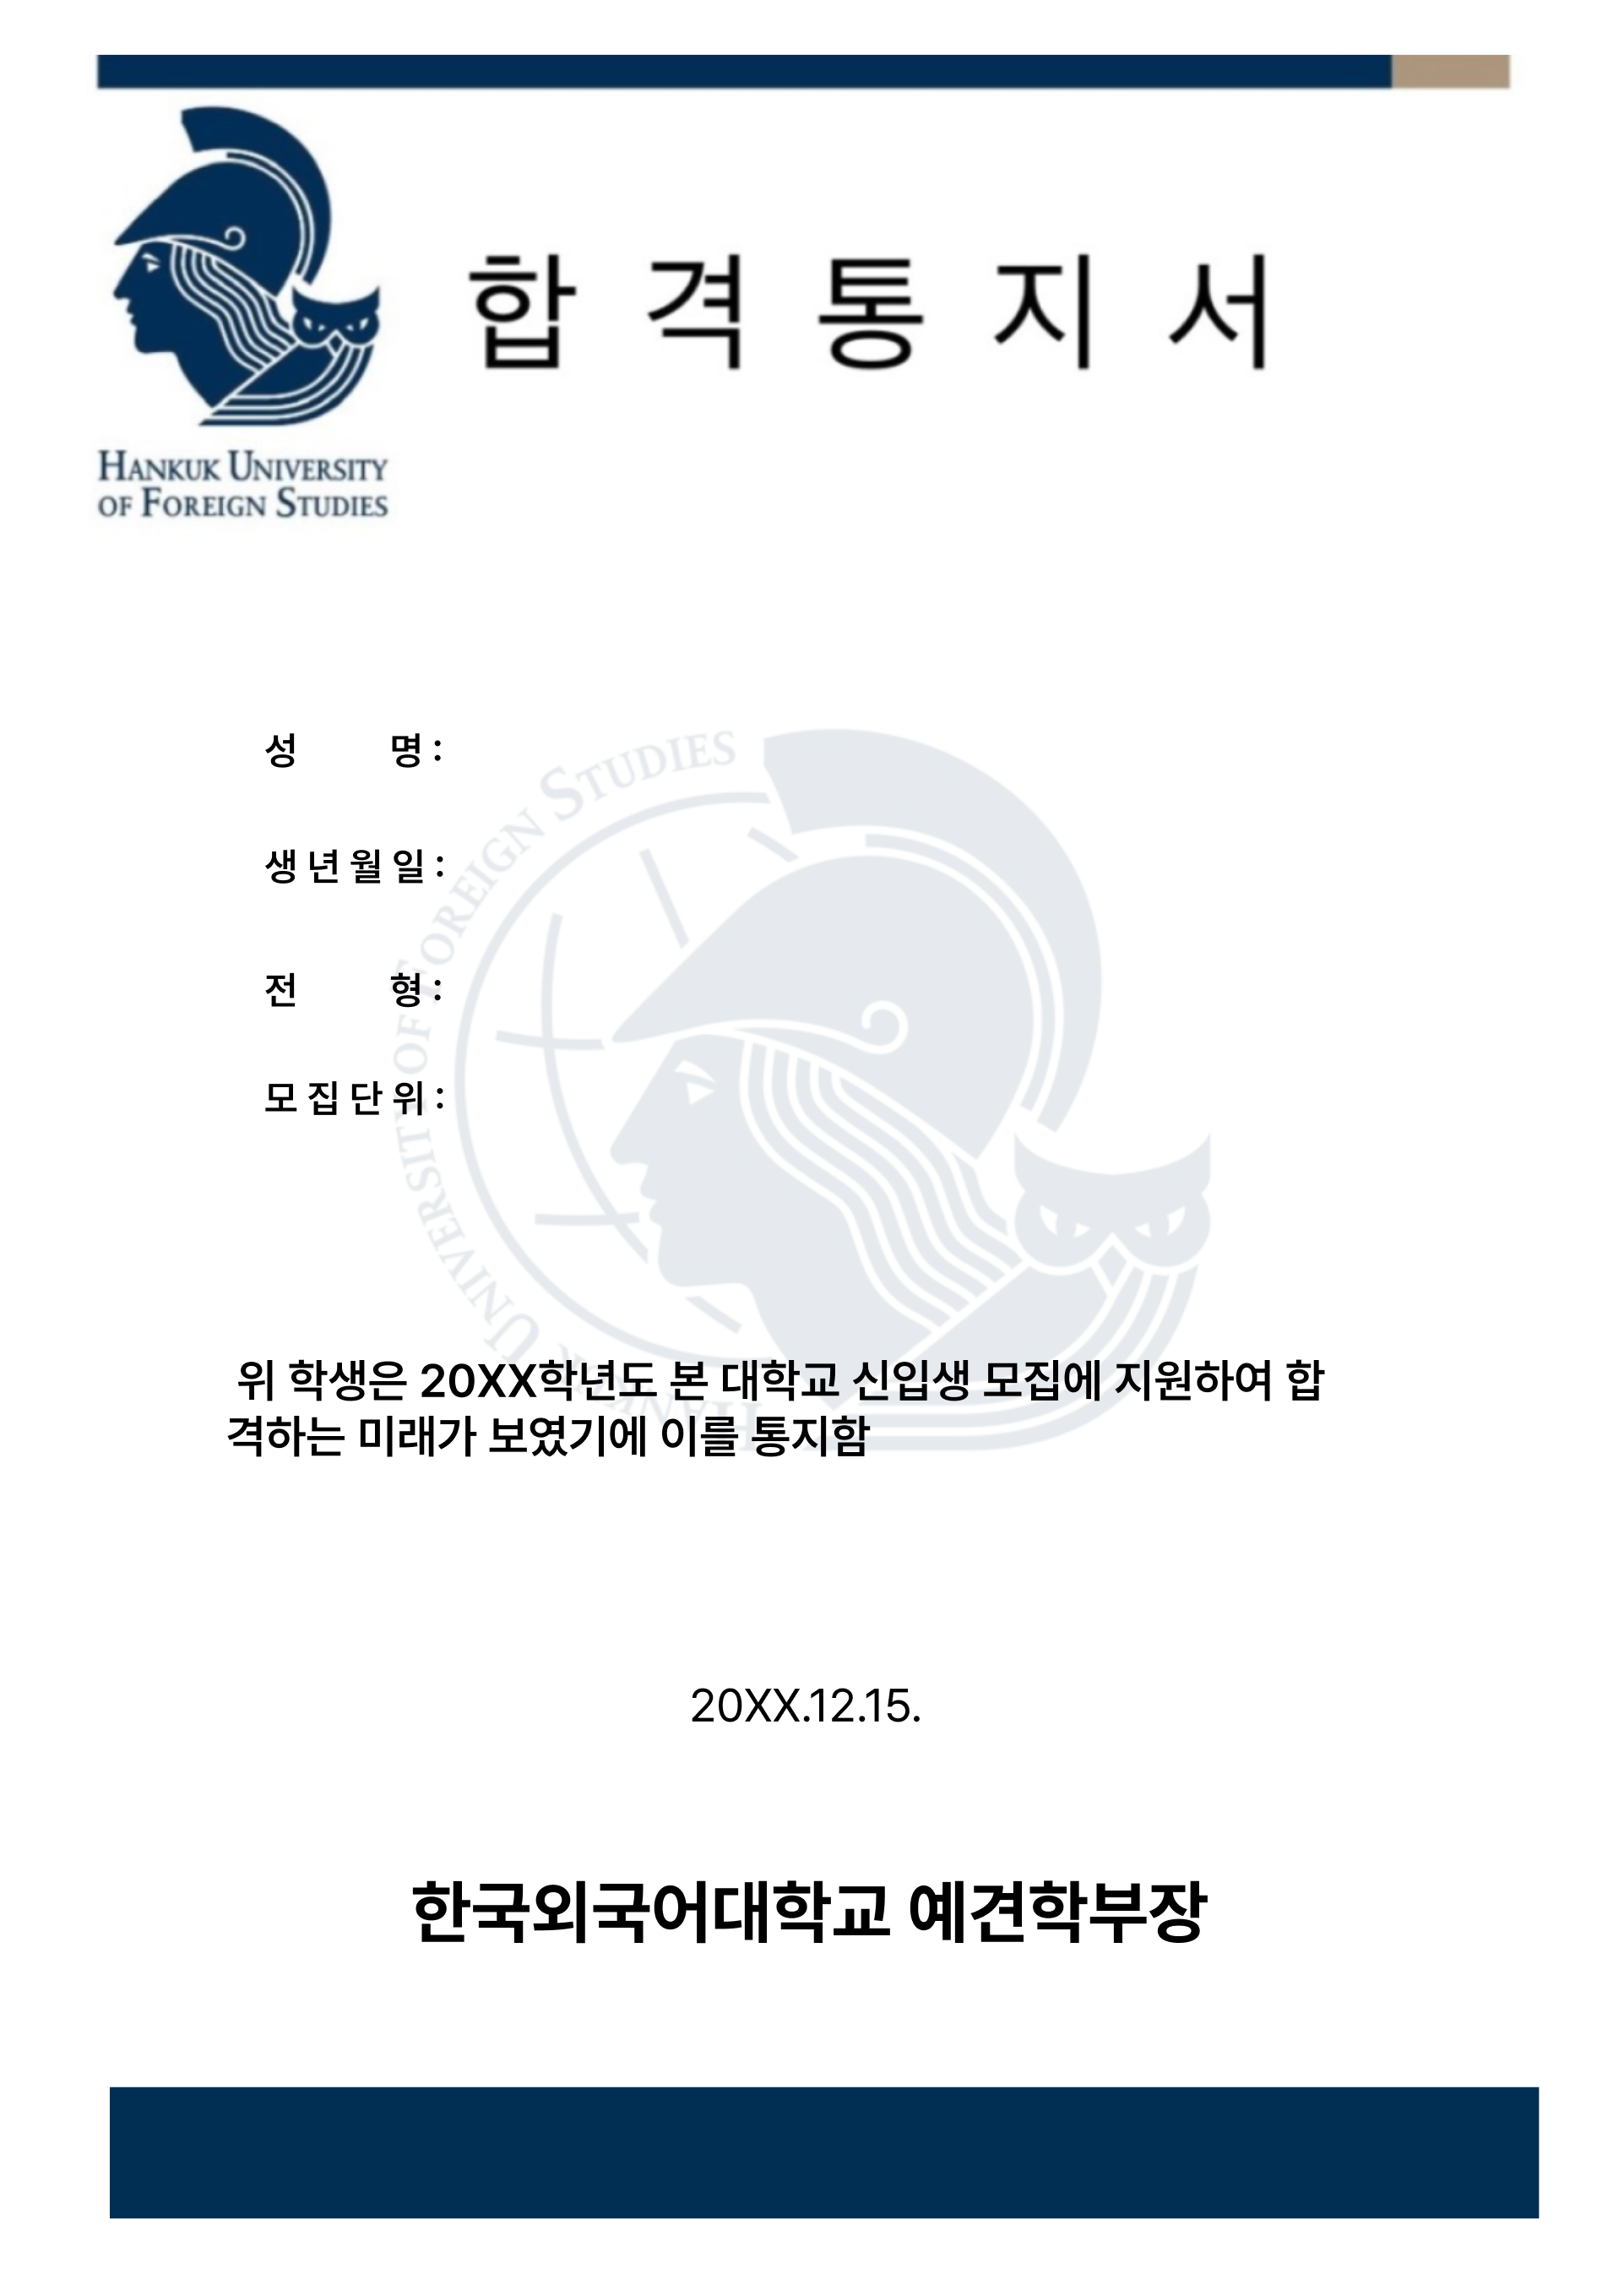 HANKUK UNIVERSITY
OF FOREIGN STUDIES
합 격 통 지 서
성 명 :
생 년 월 일 :
전 형 :
모 집 단 위 :
HANKUK UNIVERSITY OF FOREIGN STUDIES
위 학생은 20XX학년도 본 대학교 신입생 모집에 지원하여 합
격하는 미래가 보였기에 이를 통지함
20XX.12.15.
한국외국어대학교 예견학부장